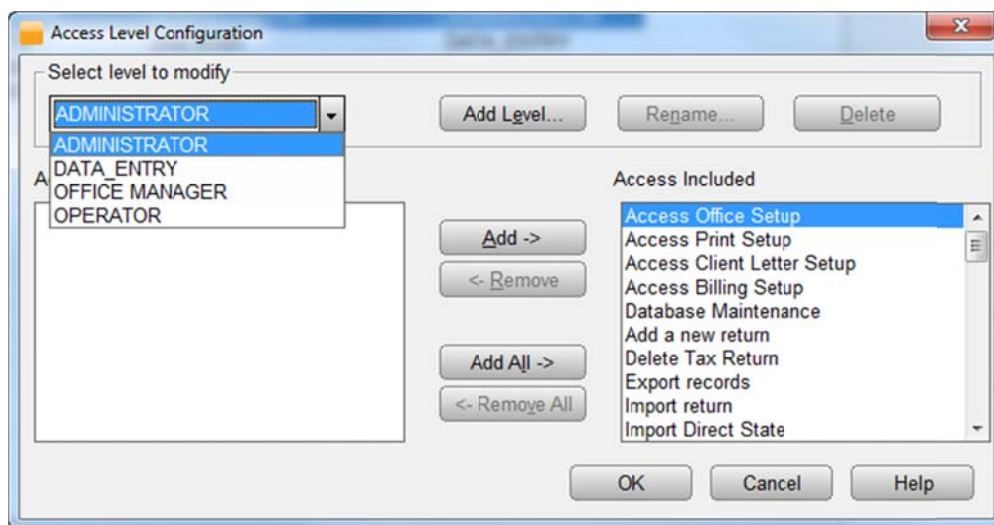 Access Level Configuration
Select level to modify
ADMINISTRATOR
Add Level...
Rename...
Delete
ADMINISTRATOR
DATA_ENTRY
OFFICE MANAGER
OPERATOR
A
Access Included
Add ->
<- Remove
Add All ->
<- Remove All
Access Office Setup
Access Print Setup
Access Client Letter Setup
Access Billing Setup
Database Maintenance
Add a new return
Delete Tax Return
Export records
Import return
Import Direct State
OK
Cancel
Help